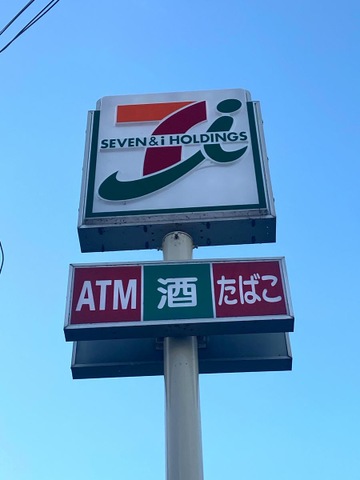 SEVEN & i HOLDINGS
ATM 酒 たばこ